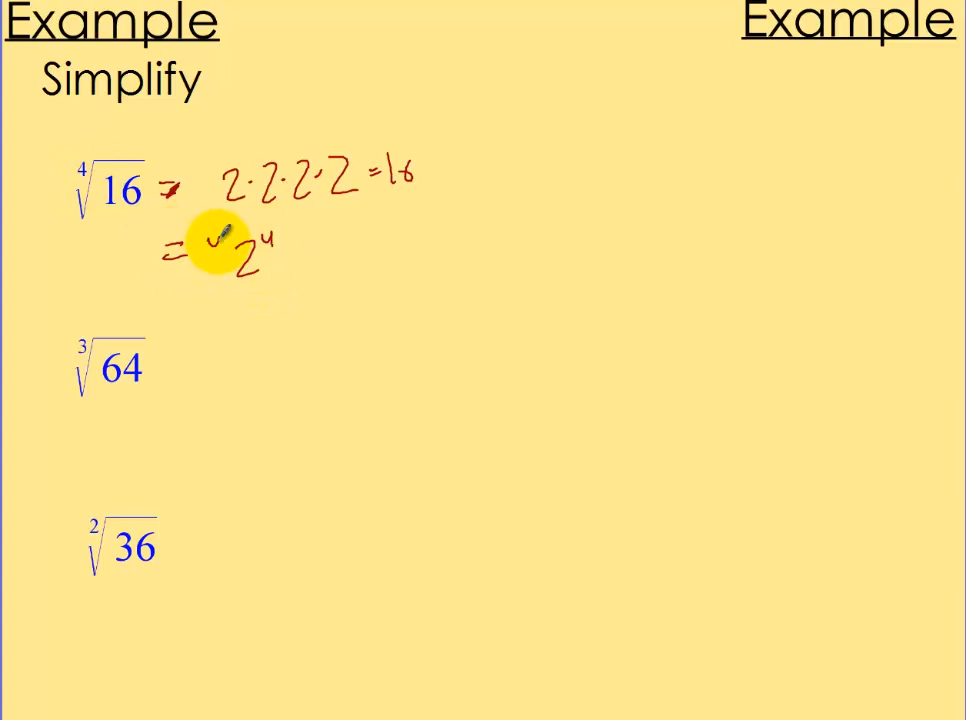 Example
Example
Simplify
⁴√16 = 2·2·2·2 = 16
= 2⁴
³√64
²√36